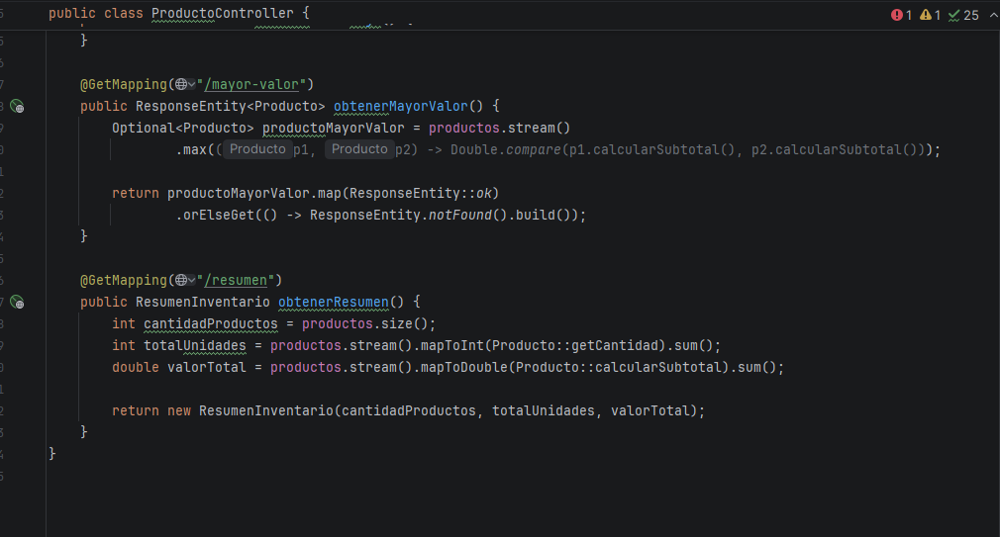 public class ProductoController {
1 1 25
}
@GetMapping("/mayor-valor")
public ResponseEntity<Producto> obtenerMayorValor() {
Optional<Producto> productoMayorValor = productos.stream()
.max(( Producto p1, Producto p2) -> Double.compare(p1.calcularSubtotal(), p2.calcularSubtotal()));
return productoMayorValor.map(ResponseEntity::ok)
.orElseGet(() -> ResponseEntity.notFound().build());
}
@GetMapping("/resumen")
public ResumenInventario obtenerResumen() {
int cantidadProductos = productos.size();
int totalUnidades = productos.stream().mapToInt(Producto::getCantidad).sum();
double valorTotal = productos.stream().mapToDouble(Producto::calcularSubtotal).sum();
return new ResumenInventario(cantidadProductos, totalUnidades, valorTotal);
}
}